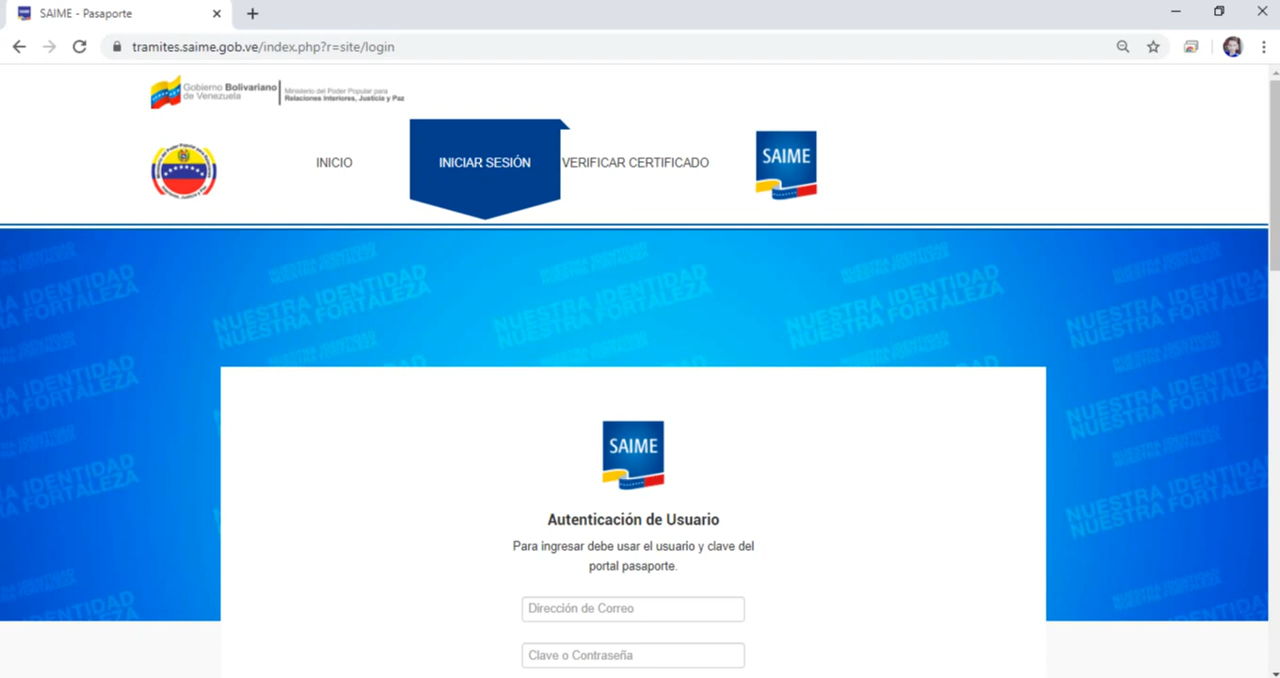 SAIME - Pasaporte
tramites.saime.gob.ve/index.php?r=site/login
Gobierno Bolivariano
de Venezuela
Ministerio del Poder Popular para
Relaciones Interiores, Justicia y Paz
INICIO
INICIAR SESIÓN
VERIFICAR CERTIFICADO
SAIME
NUESTRA IDENTIDAD
NUESTRA FORTALEZA
SAIME
Autenticación de Usuario
Para ingresar debe usar el usuario y clave del
portal pasaporte.
Dirección de Correo
Clave o Contraseña